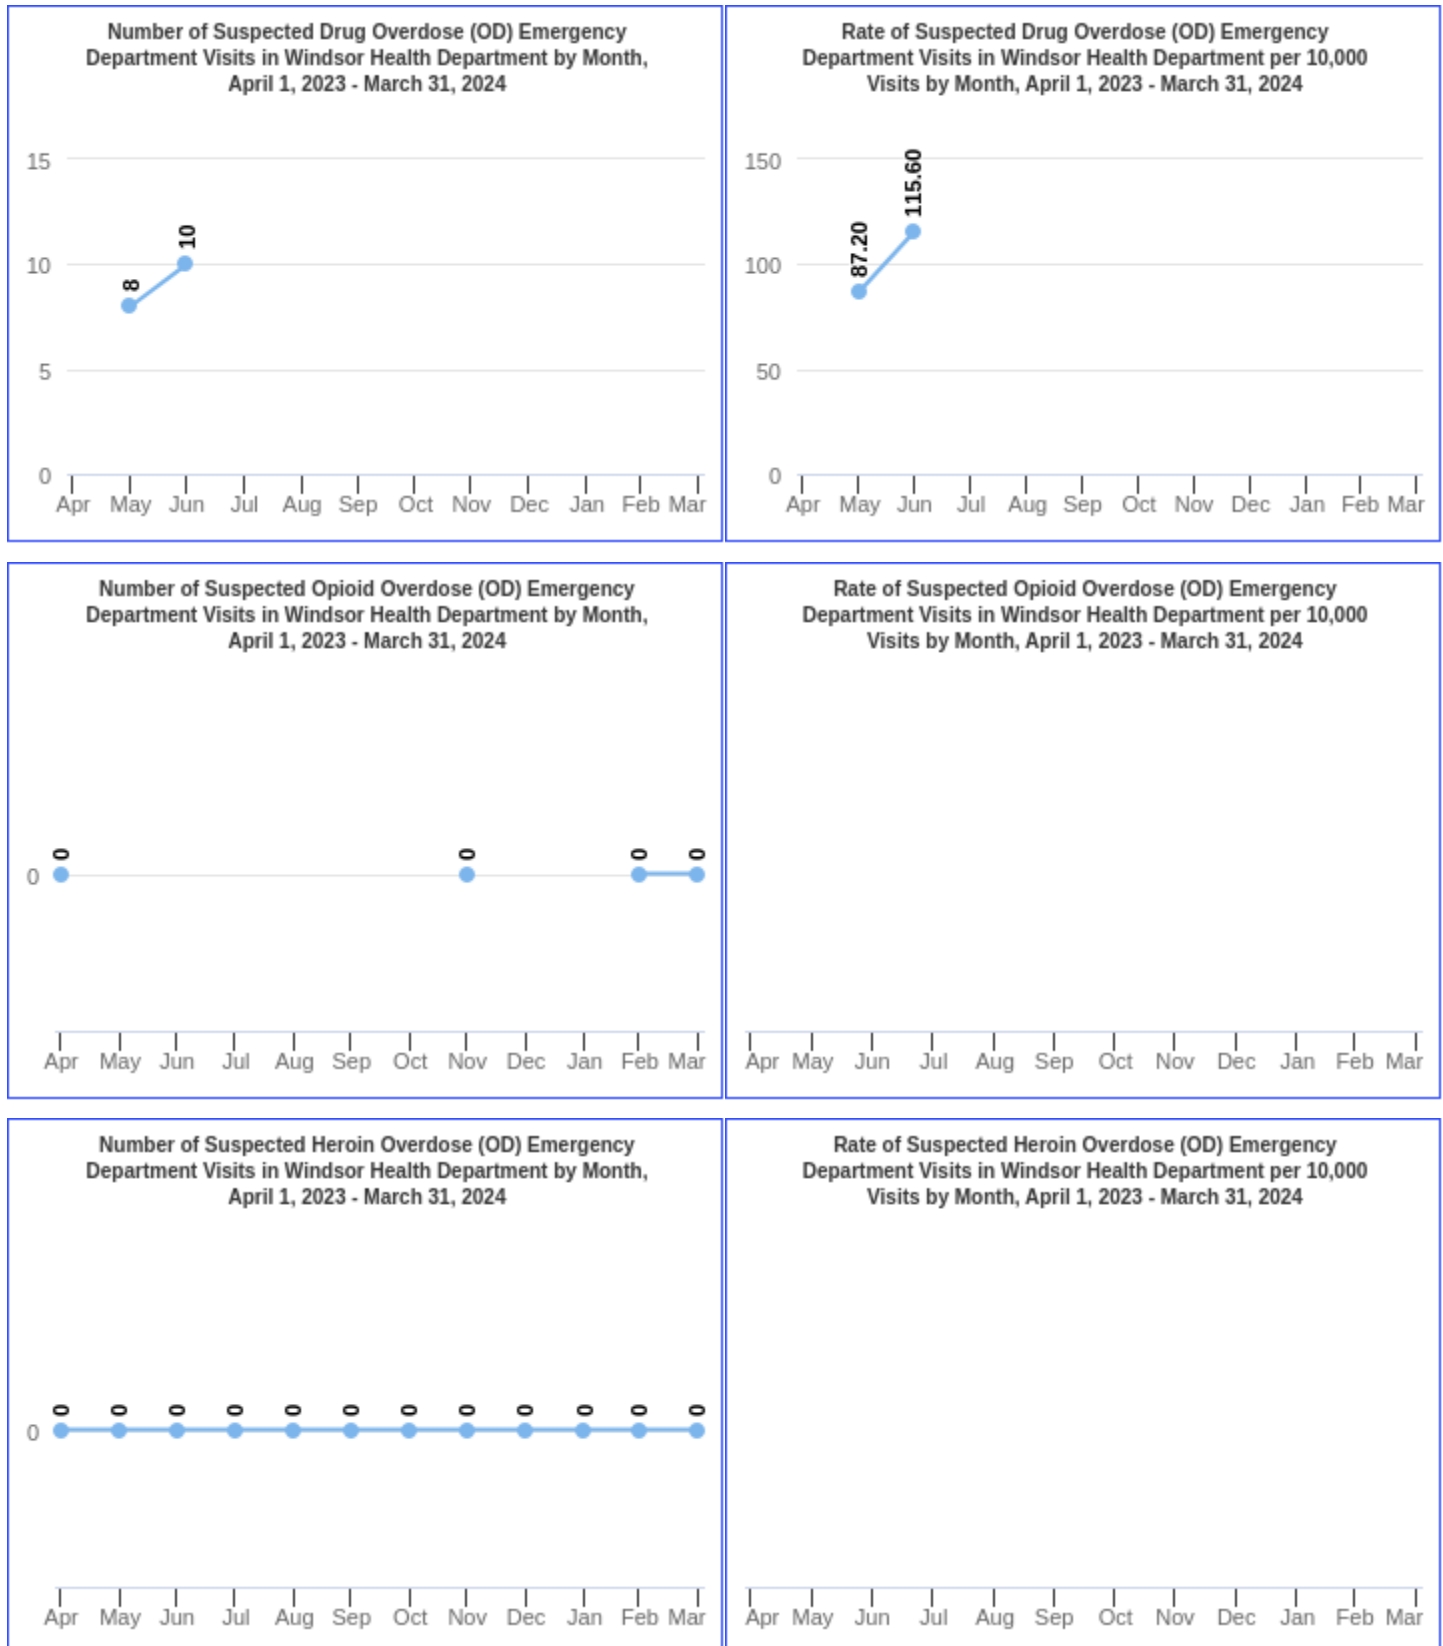 Number of Suspected Drug Overdose (OD) Emergency
Department Visits in Windsor Health Department by Month,
April 1, 2023 - March 31, 2024
15
10
5
0
8
10
Apr May Jun Jul Aug Sep Oct Nov Dec Jan Feb Mar
Rate of Suspected Drug Overdose (OD) Emergency
Department Visits in Windsor Health Department per 10,000
Visits by Month, April 1, 2023 - March 31, 2024
150
100
50
0
87.20
115.60
Apr May Jun Jul Aug Sep Oct Nov Dec Jan Feb Mar
Number of Suspected Opioid Overdose (OD) Emergency
Department Visits in Windsor Health Department by Month,
April 1, 2023 - March 31, 2024
0 0 0 0
0
Apr May Jun Jul Aug Sep Oct Nov Dec Jan Feb Mar
Rate of Suspected Opioid Overdose (OD) Emergency
Department Visits in Windsor Health Department per 10,000
Visits by Month, April 1, 2023 - March 31, 2024
Apr May Jun Jul Aug Sep Oct Nov Dec Jan Feb Mar
Number of Suspected Heroin Overdose (OD) Emergency
Department Visits in Windsor Health Department by Month,
April 1, 2023 - March 31, 2024
0 0 0 0 0 0 0 0 0 0 0 0
0
Apr May Jun Jul Aug Sep Oct Nov Dec Jan Feb Mar
Rate of Suspected Heroin Overdose (OD) Emergency
Department Visits in Windsor Health Department per 10,000
Visits by Month, April 1, 2023 - March 31, 2024
Apr May Jun Jul Aug Sep Oct Nov Dec Jan Feb Mar